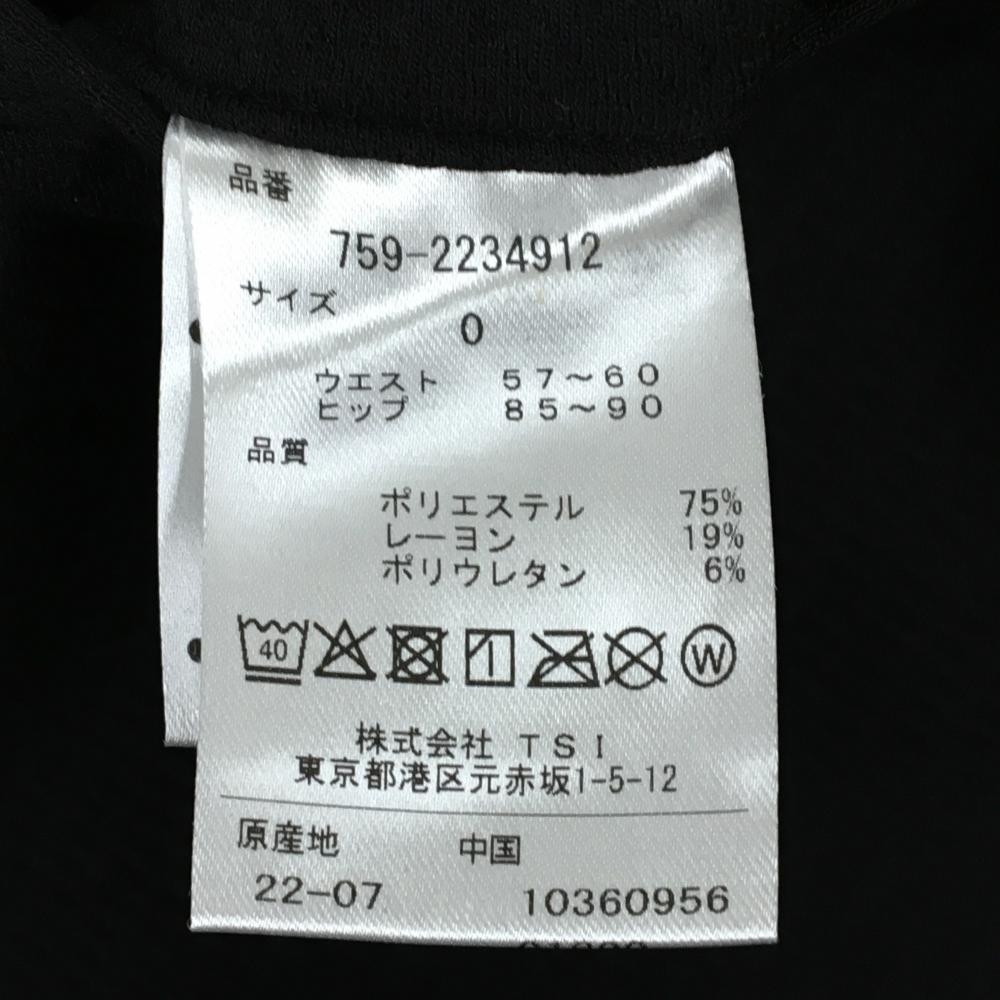 品番
759-2234912
サイズ
0
ウエスト 57～60
ヒップ 85～90
品質
ポリエステル 75%
レーヨン 19%
ポリウレタン 6%
40 W
株式会社 TSI
東京都港区元赤坂1-5-12
原産地 中国
22-07 10360956